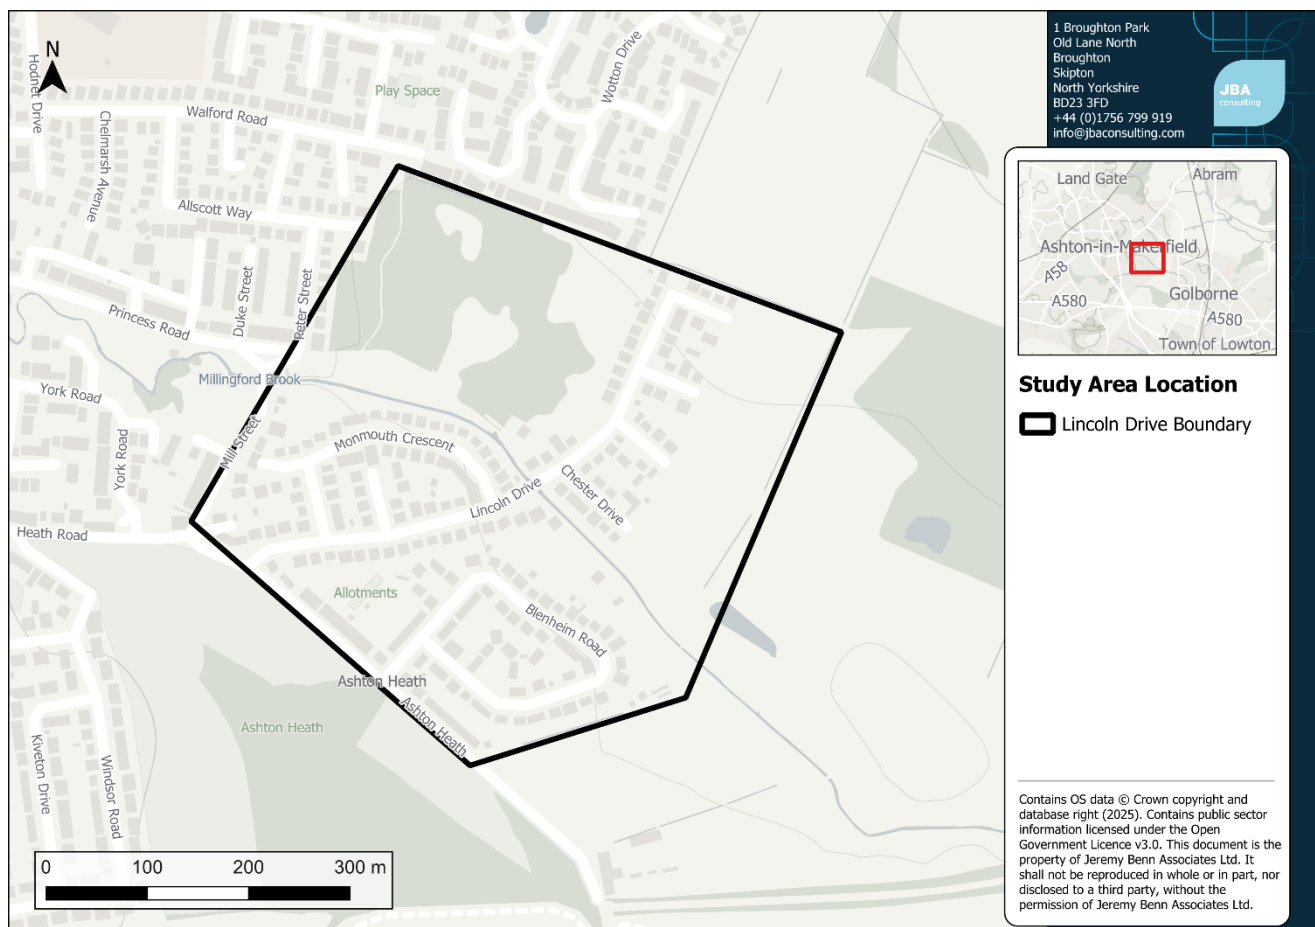 N
Hodnet Drive
Chelmarsh Avenue
Walford Road
Play Space
Wotton Drive
Allscott Way
Duke Street
Reter Street
Princess Road
Millingford Brook
York Road
York Road
Mill Street
Monmouth Crescent
Lincoln Drive
Chester Drive
Heath Road
Allotments
Blenheim Road
Ashton Heath
Ashton Heath
Ashton Heath
Kiveton Drive
Windsor Road
0 100 200 300 m
1 Broughton Park
Old Lane North
Broughton
Skipton
North Yorkshire
BD23 3FD
+44 (0)1756 799 919
info@jbaconsulting.com
JBA
consulting
Land Gate
Abram
Ashton-in-Makerfield
A58
A580
Golborne
A580
Town of Lowton
Study Area Location
Lincoln Drive Boundary
Contains OS data © Crown copyright and
database right (2025). Contains public sector
information licensed under the Open
Government Licence v3.0. This document is the
property of Jeremy Benn Associates Ltd. It
shall not be reproduced in whole or in part, nor
disclosed to a third party, without the
permission of Jeremy Benn Associates Ltd.